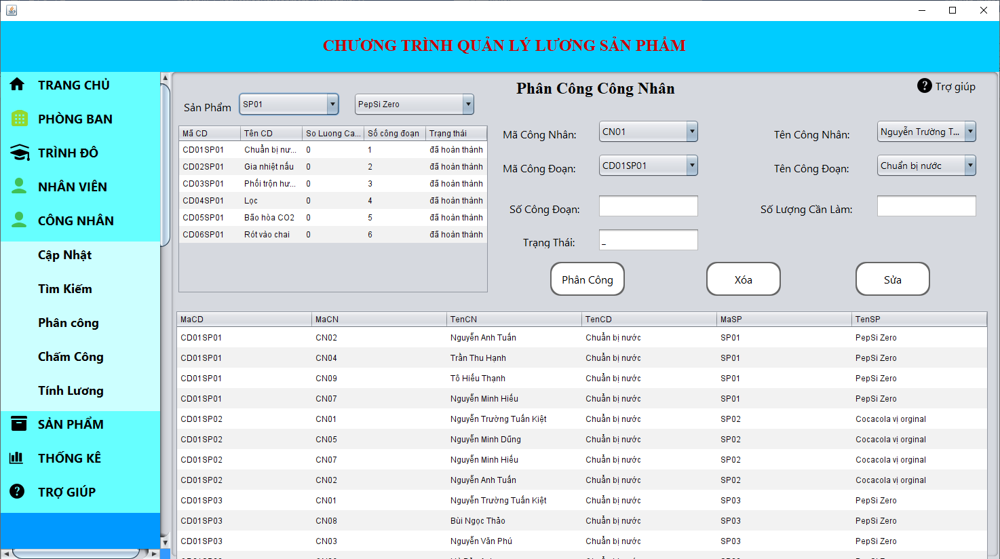 CHƯƠNG TRÌNH QUẢN LÝ LƯƠNG SẢN PHẨM
TRANG CHỦ
PHÒNG BAN
TRÌNH ĐÔ
NHÂN VIÊN
CÔNG NHÂN
Cập Nhật
Tìm Kiếm
Phân công
Chấm Công
Tính Lương
SẢN PHẨM
THỐNG KÊ
TRỢ GIÚP
Phân Công Công Nhân
Trợ giúp
Sản Phẩm SP01 PepSi Zero
Mã CD Tên CD So Luong Ca... Số công đoạn Trạng thái
CD01SP01 Chuẩn bị nư... 0 1 đã hoàn thành
CD02SP01 Gia nhiệt nấu 0 2 đã hoàn thành
CD03SP01 Phối trộn hư... 0 3 đã hoàn thành
CD04SP01 Lọc 0 4 đã hoàn thành
CD05SP01 Bão hòa CO2 0 5 đã hoàn thành
CD06SP01 Rót vào chai 0 6 đã hoàn thành
Mã Công Nhân: CN01 Tên Công Nhân: Nguyễn Trường T...
Mã Công Đoạn: CD01SP01 Tên Công Đoạn: Chuẩn bị nước
Số Công Đoạn: Số Lượng Cần Làm:
Trạng Thái: _
Phân Công Xóa Sửa
MaCD MaCN TenCN TenCD MaSP TenSP
CD01SP01 CN02 Nguyễn Anh Tuấn Chuẩn bị nước SP01 PepSi Zero
CD01SP01 CN04 Trần Thu Hạnh Chuẩn bị nước SP01 PepSi Zero
CD01SP01 CN09 Tô Hiếu Thạnh Chuẩn bị nước SP01 PepSi Zero
CD01SP01 CN07 Nguyễn Minh Hiếu Chuẩn bị nước SP01 PepSi Zero
CD01SP02 CN01 Nguyễn Trường Tuấn Kiệt Chuẩn bị nước SP02 Cocacola vị orginal
CD01SP02 CN05 Nguyễn Minh Dũng Chuẩn bị nước SP02 Cocacola vị orginal
CD01SP02 CN07 Nguyễn Minh Hiếu Chuẩn bị nước SP02 Cocacola vị orginal
CD01SP02 CN02 Nguyễn Anh Tuấn Chuẩn bị nước SP02 Cocacola vị orginal
CD01SP03 CN01 Nguyễn Trường Tuấn Kiệt Chuẩn bị nước SP03 PepSi Zero
CD01SP03 CN08 Bùi Ngọc Thảo Chuẩn bị nước SP03 PepSi Zero
CD01SP03 CN03 Nguyễn Văn Phú Chuẩn bị nước SP03 PepSi Zero